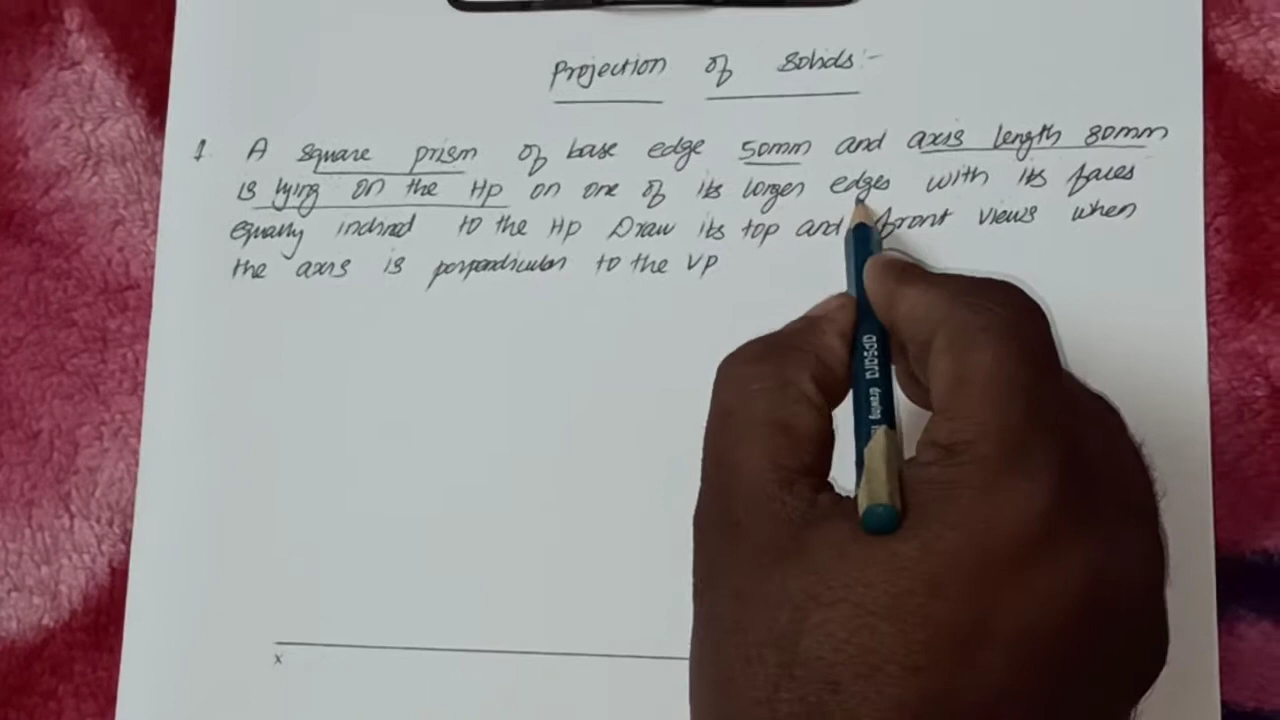 Projection of Solids :-
1. A square prism of base edge 50mm and axis length 80mm
is lying on the Hp on one of its longer edges with its faces
equally inclined to the Hp Draw its top and front views when
the axis is perpendicular to the VP
apsara
drawing
x